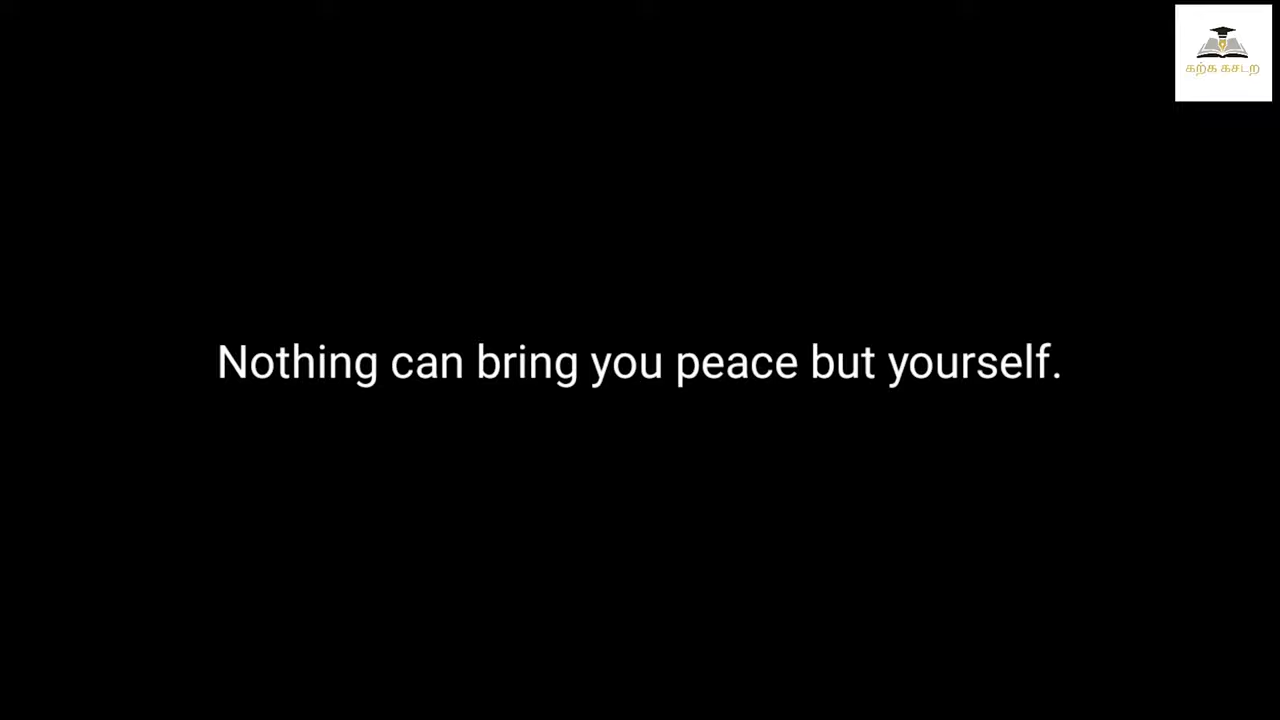 கற்க கசடற
Nothing can bring you peace but yourself.